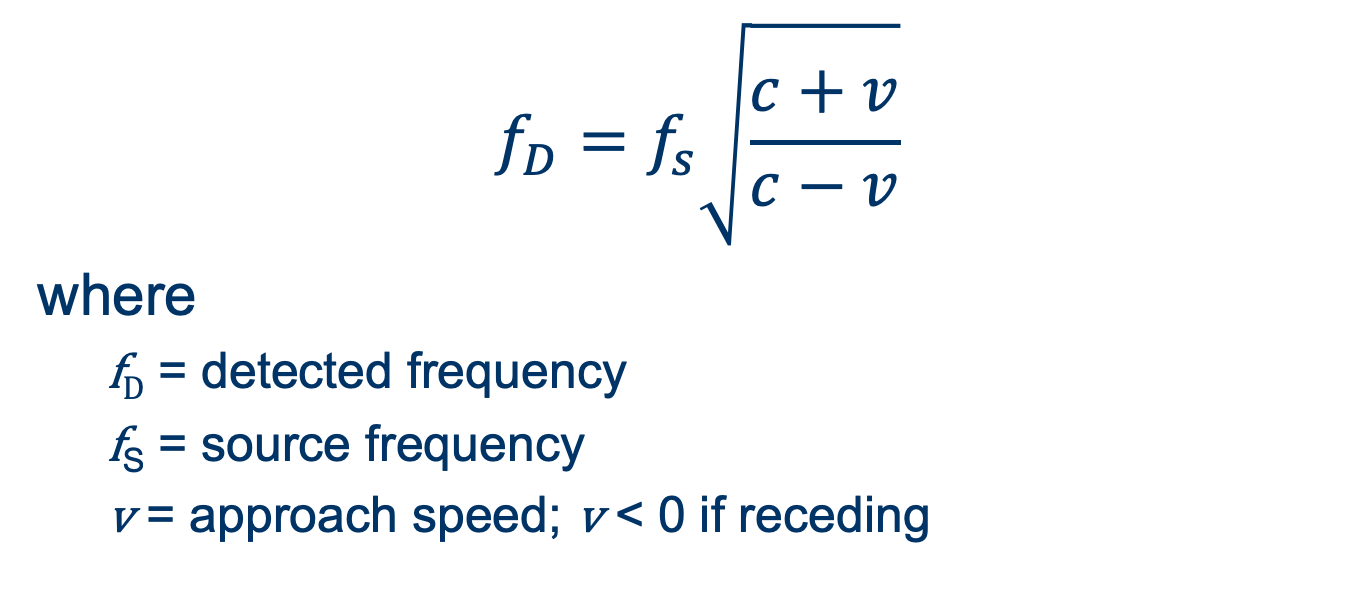 f_D = f_s √((c + v)/(c − v))
where
f_D = detected frequency
f_S = source frequency
v = approach speed; v < 0 if receding